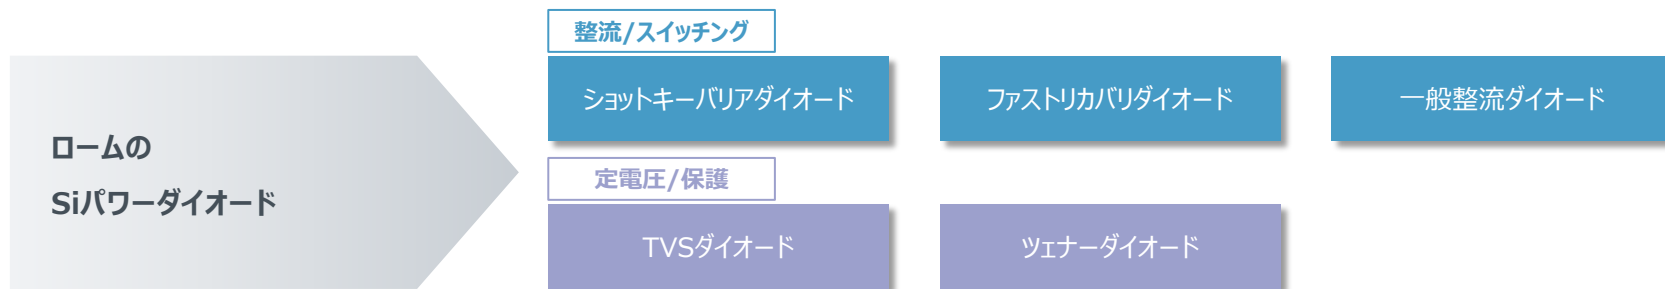 ロームの
Siパワーダイオード
整流/スイッチング
ショットキーバリアダイオード
ファストリカバリダイオード
一般整流ダイオード
定電圧/保護
TVSダイオード
ツェナーダイオード